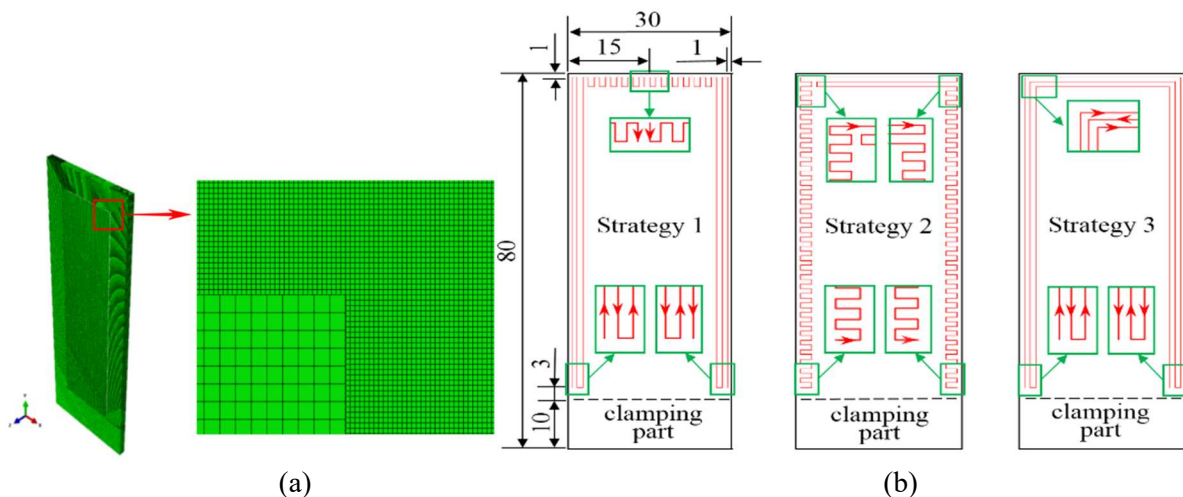 30
15
1
1
80
3
10
Strategy 1
clamping
part
Strategy 2
clamping
part
Strategy 3
clamping
part
(a)
(b)